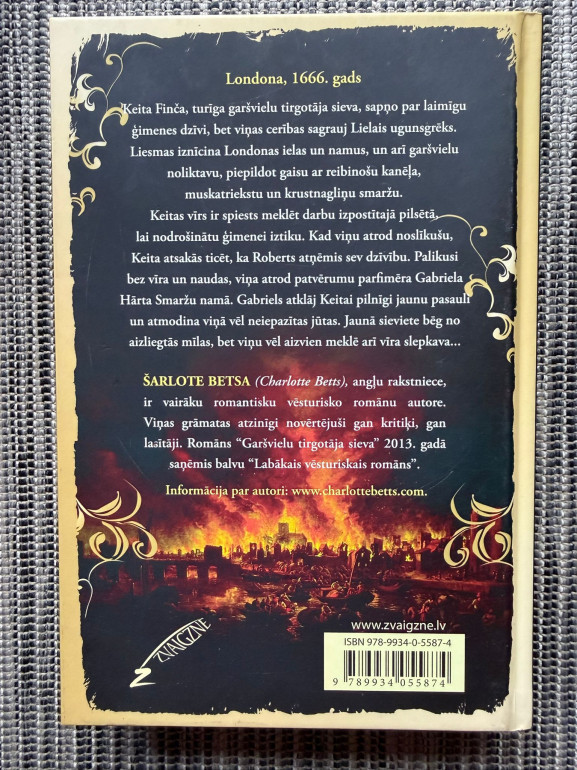 Londona, 1666. gads
Keita Finča, turīga garšvielu tirgotāja sieva, sapņo par laimīgu
ģimenes dzīvi, bet viņas cerības sagrauj Lielais ugunsgrēks.
Liesmas iznīcina Londonas ielas un namus, un arī garšvielu
noliktavu, piepildot gaisu ar reibinošu kanēļa,
muskatriekstu un krustnagliņu smaržu.
Keitas vīrs ir spiests meklēt darbu izpostītajā pilsētā,
lai nodrošinātu ģimenei iztiku. Kad viņu atrod noslīkušu,
Keita atsakās ticēt, ka Roberts atņēmis sev dzīvību. Palikusi
bez vīra un naudas, viņa atrod patvērumu parfimēra Gabriela
Hārta Smaržu namā. Gabriels atklāj Keitai pilnīgi jaunu pasauli
un atmodina viņā vēl neiepazītas jūtas. Jaunā sieviete bēg no
aizliegtās mīlas, bet viņu vēl aizvien meklē arī vīra slepkava...
ŠARLOTE BETSA (Charlotte Betts), angļu rakstniece,
ir vairāku romantisku vēsturisko romānu autore.
Viņas grāmatas atzinīgi novērtējuši gan kritiķi, gan
lasītāji. Romāns “Garšvielu tirgotāja sieva” 2013. gadā
saņēmis balvu “Labākais vēsturiskais romāns”.
Informācija par autori: www.charlottebetts.com.
ZVAIGZNE
www.zvaigzne.lv
ISBN 978-9934-0-5587-4
9 789934 055874